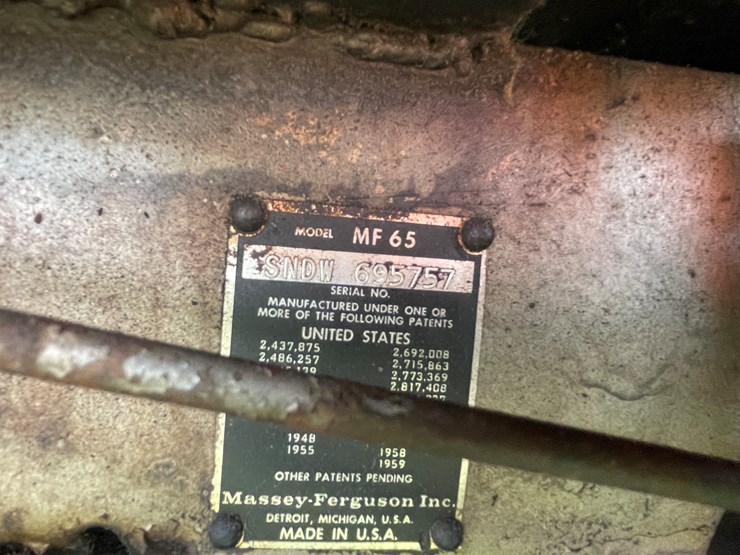 MODEL MF 65
SNDW 695757
SERIAL NO.
MANUFACTURED UNDER ONE OR
MORE OF THE FOLLOWING PATENTS
UNITED STATES
2,437,875 2,692,008
2,486,257 2,715,863
2,773,369
2,817,408
1948
1955 1958
1959
OTHER PATENTS PENDING
Massey-Ferguson Inc.
DETROIT, MICHIGAN, U.S.A.
MADE IN U.S.A.